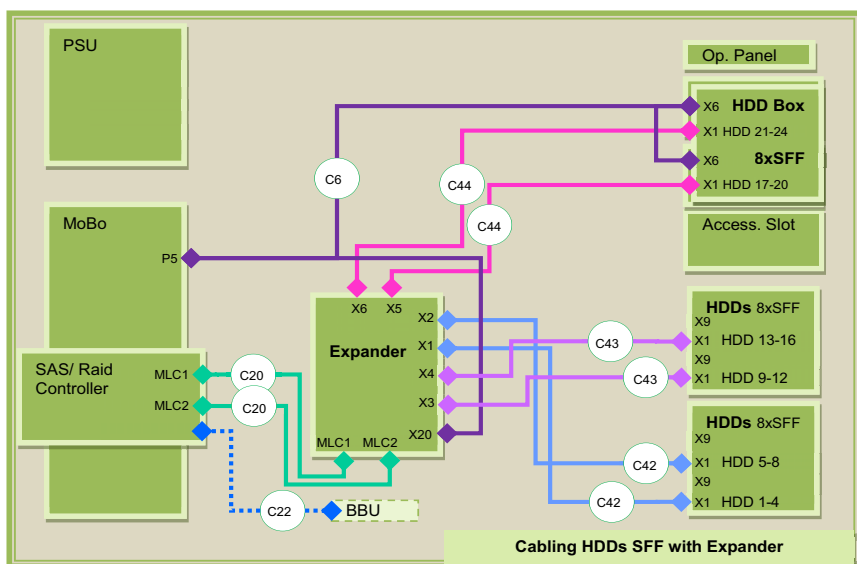 PSU
Op. Panel
X6 HDD Box
X1 HDD 21-24
X6 8xSFF
X1 HDD 17-20
C6
C44
C44
MoBo
P5
Access. Slot
X6 X5
X2
Expander
X1
X4
X3
X20
MLC1 MLC2
HDDs 8xSFF
X9
X1 HDD 13-16
X9
X1 HDD 9-12
C43
C43
SAS/ Raid
Controller
MLC1
MLC2
C20
C20
HDDs 8xSFF
X9
X1 HDD 5-8
X9
X1 HDD 1-4
C42
C42
C22
BBU
Cabling HDDs SFF with Expander